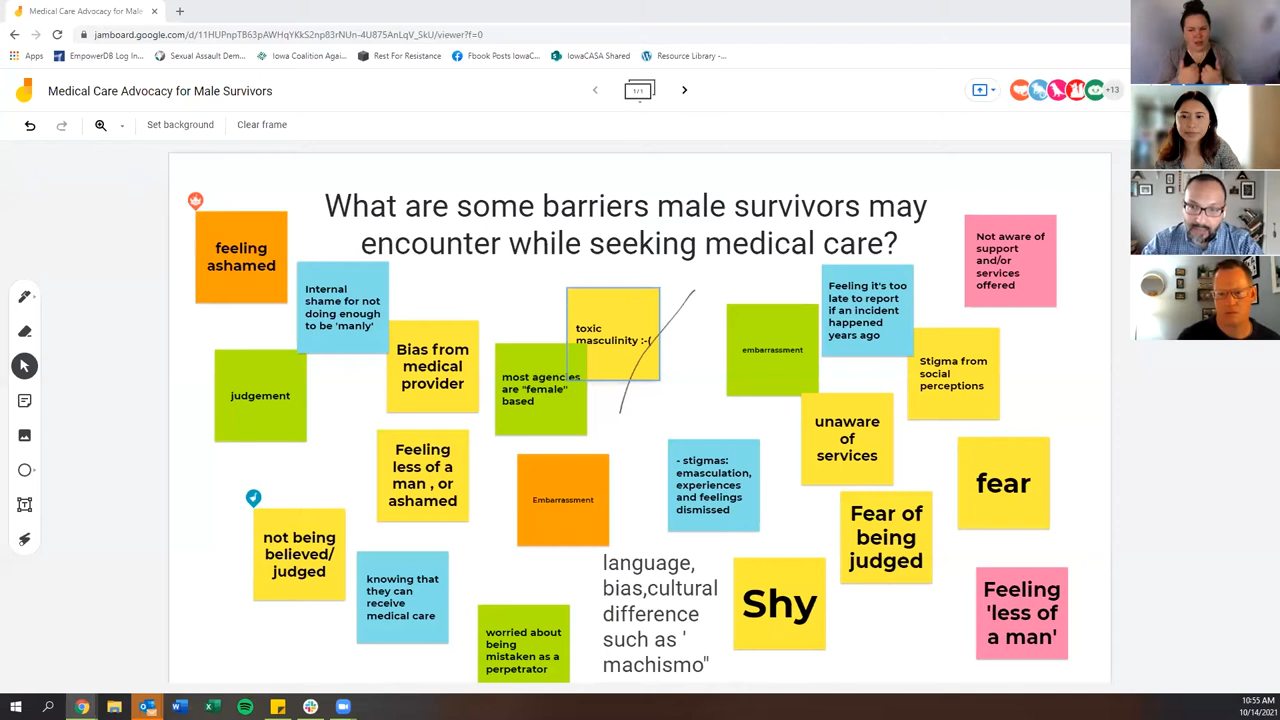 Medical Care Advocacy for Male
jamboard.google.com/d/11HUPnpTB63pAWHqYKkS2np83rNUn-4U875AnLqV_SkU/viewer?f=0
Apps
EmpowerDB Log In...
Sexual Assault Dem...
Iowa Coalition Agai...
Rest For Resistance
Fbook Posts IowaC...
IowaCASA Shared
Resource Library -...
Medical Care Advocacy for Male Survivors
1/1
+13
Set background
Clear frame
What are some barriers male survivors may
encounter while seeking medical care?
feeling
ashamed
Internal
shame for not
doing enough
to be 'manly'
Bias from
medical
provider
judgement
toxic
masculinity :-(
most agencies
are "female"
based
embarrassment
Feeling it's too
late to report
if an incident
happened
years ago
Not aware of
support
and/or
services
offered
Stigma from
social
perceptions
unaware
of
services
Feeling
less of a
man , or
ashamed
Embarrassment
- stigmas:
emasculation,
experiences
and feelings
dismissed
fear
Fear of
being
judged
not being
believed/
judged
knowing that
they can
receive
medical care
worried about
being
mistaken as a
perpetrator
language,
bias,cultural
difference
such as '
machismo"
Shy
Feeling
'less of
a man'
10:55 AM
10/14/2021